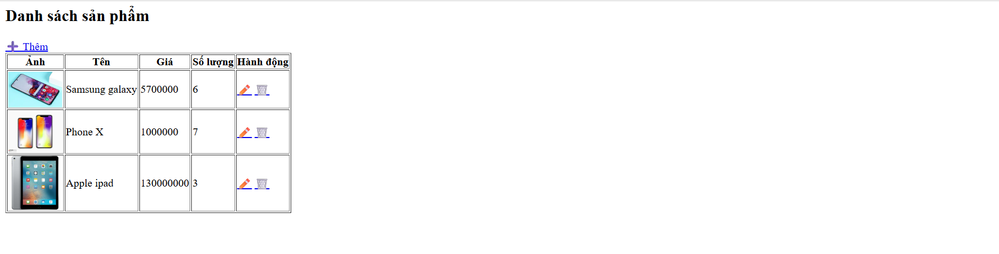 Danh sách sản phẩm
➕ Thêm
Ảnh Tên Giá Số lượng Hành động
Samsung galaxy 5700000 6
Phone X 1000000 7
Apple ipad 130000000 3